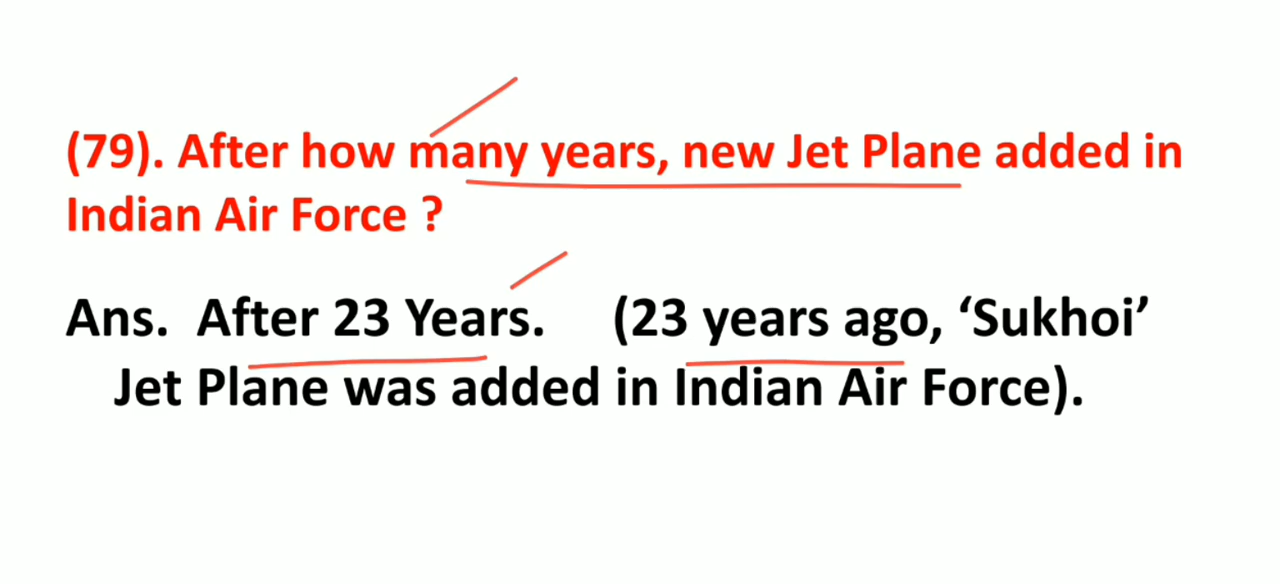 (79). After how many years, new Jet Plane added in
Indian Air Force ?
Ans. After 23 Years. (23 years ago, ‘Sukhoi’
Jet Plane was added in Indian Air Force).